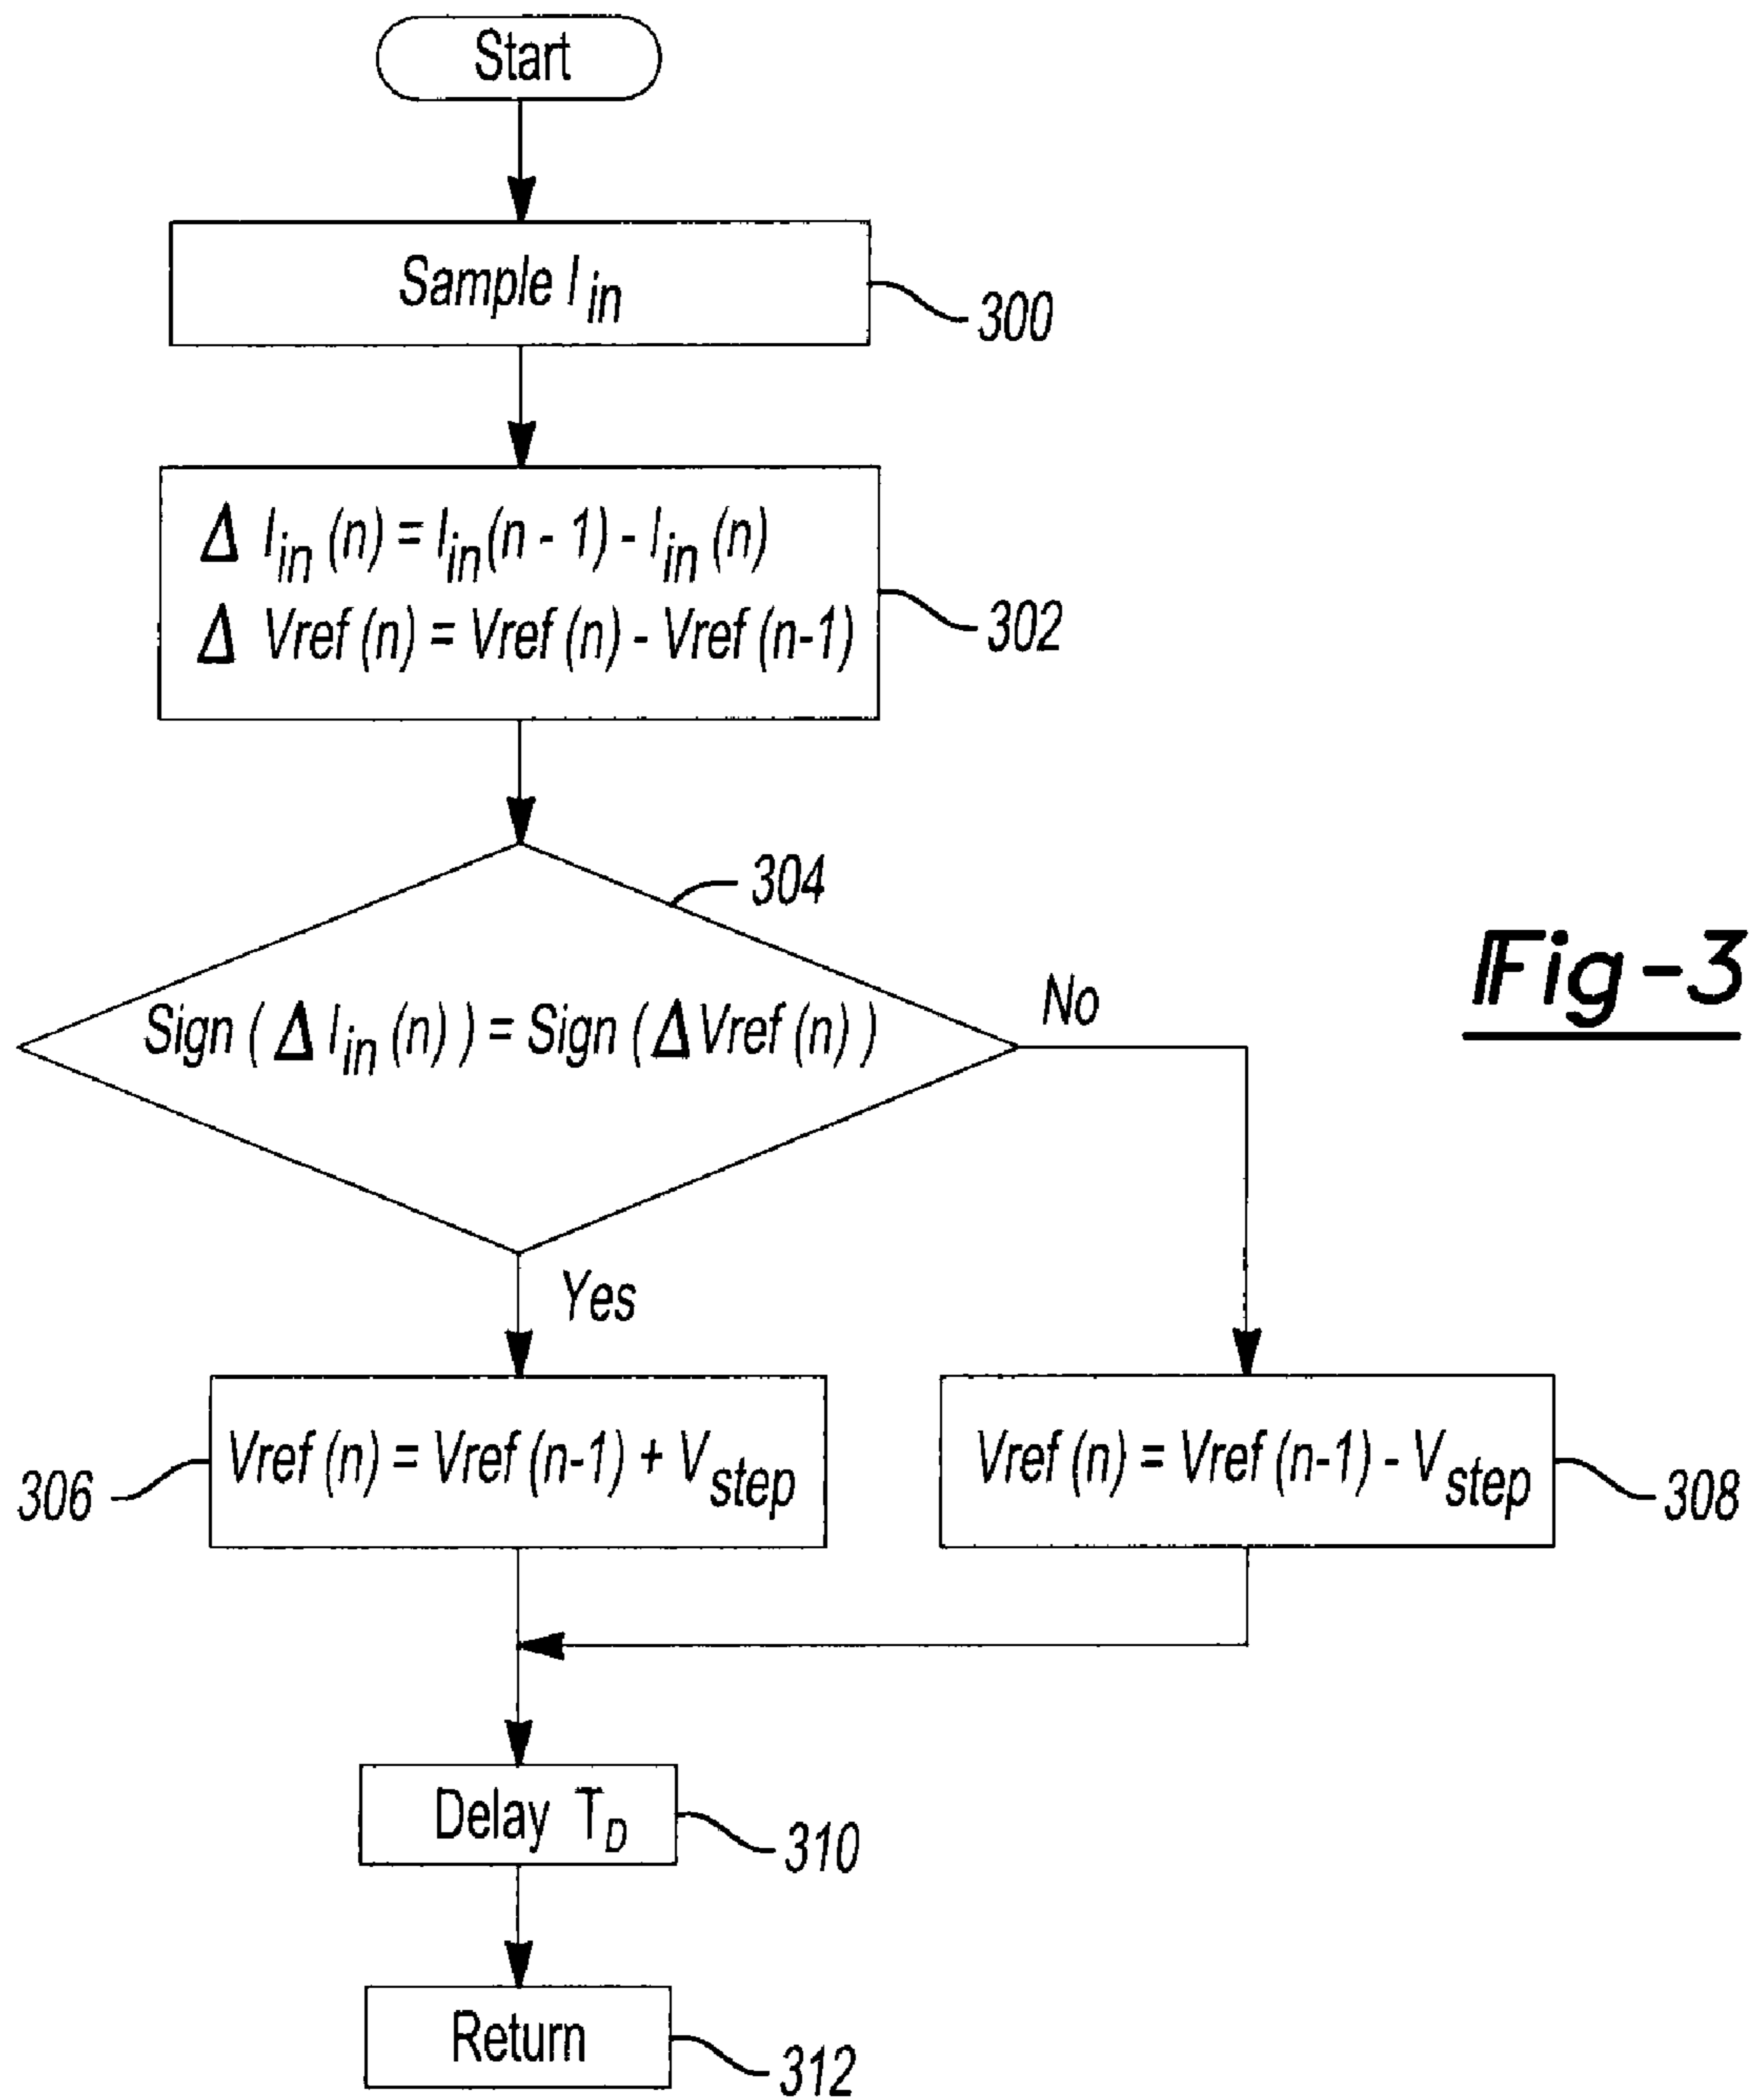 Start
Sample I in
300
Δ I in (n) = I in (n - 1) - I in (n)
Δ Vref (n) = Vref (n) - Vref (n-1)
302
304
Sign ( Δ I in (n) ) = Sign ( Δ Vref (n) )
No
Fig-3
Yes
Vref (n) = Vref (n-1) + V step
306
Vref (n) = Vref (n-1) - V step
308
Delay T D
310
Return
312